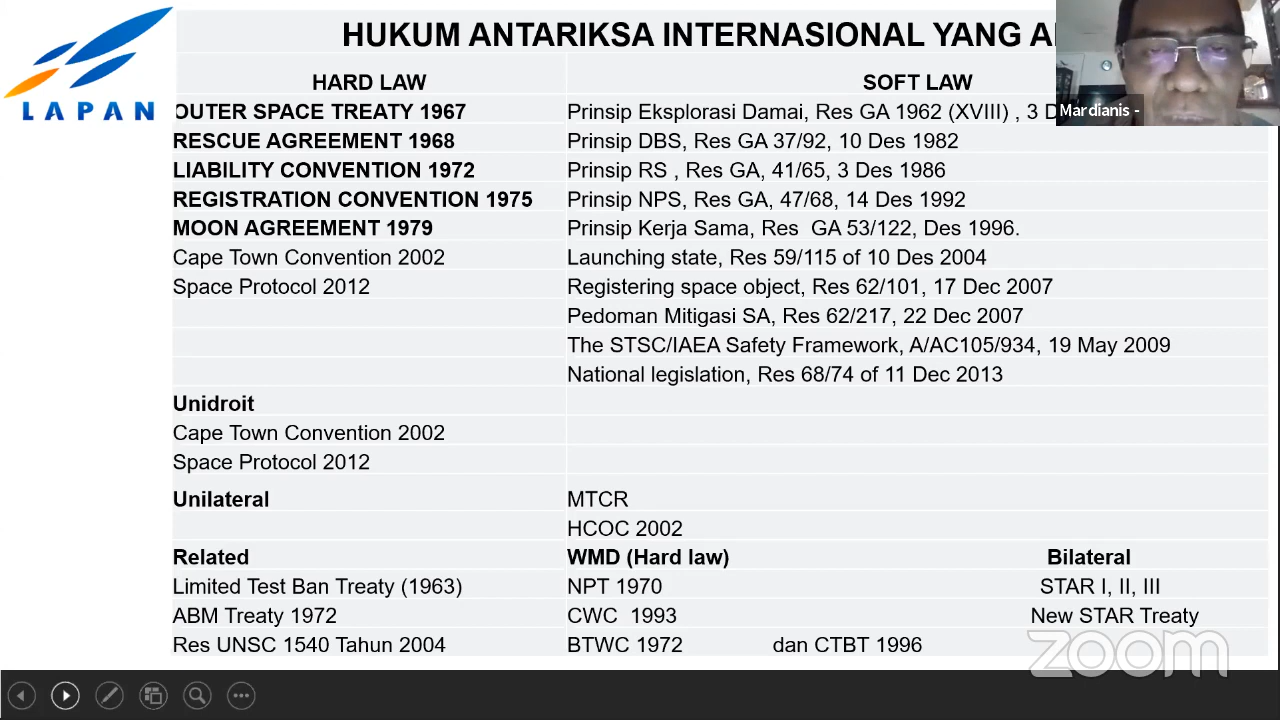 HUKUM ANTARIKSA INTERNASIONAL YANG
LAPAN
HARD LAW SOFT LAW
OUTER SPACE TREATY 1967 Prinsip Eksplorasi Damai, Res GA 1962 (XVIII) , 3
Mardianis -
RESCUE AGREEMENT 1968 Prinsip DBS, Res GA 37/92, 10 Des 1982
LIABILITY CONVENTION 1972 Prinsip RS , Res GA, 41/65, 3 Des 1986
REGISTRATION CONVENTION 1975 Prinsip NPS, Res GA, 47/68, 14 Des 1992
MOON AGREEMENT 1979 Prinsip Kerja Sama, Res GA 53/122, Des 1996.
Cape Town Convention 2002 Launching state, Res 59/115 of 10 Des 2004
Space Protocol 2012 Registering space object, Res 62/101, 17 Dec 2007
Pedoman Mitigasi SA, Res 62/217, 22 Dec 2007
The STSC/IAEA Safety Framework, A/AC105/934, 19 May 2009
National legislation, Res 68/74 of 11 Dec 2013
Unidroit
Cape Town Convention 2002
Space Protocol 2012
Unilateral MTCR
HCOC 2002
Related WMD (Hard law) Bilateral
Limited Test Ban Treaty (1963) NPT 1970 STAR I, II, III
ABM Treaty 1972 CWC 1993 New STAR Treaty
Res UNSC 1540 Tahun 2004 BTWC 1972 dan CTBT 1996
zoom